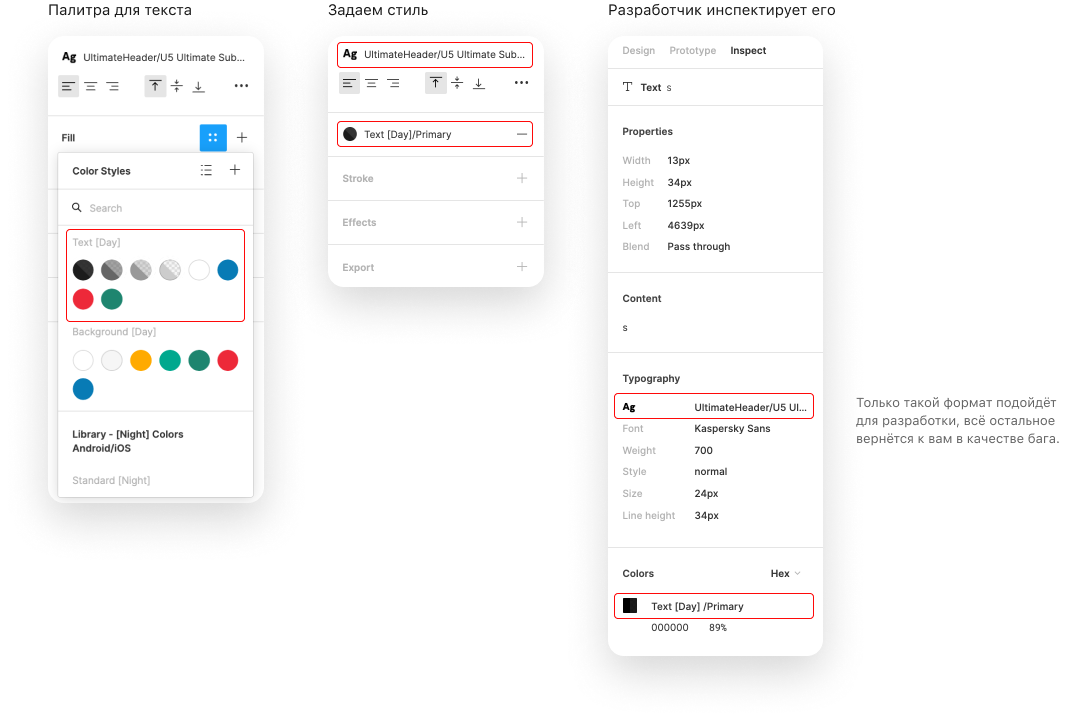 Палитра для текста
Ag UltimateHeader/U5 Ultimate Sub...
Fill
Color Styles
Search
Text [Day]
Background [Day]
Library - [Night] Colors
Android/iOS
Standard [Night]
Задаем стиль
Ag UltimateHeader/U5 Ultimate Sub...
Text [Day]/Primary
Stroke
Effects
Export
Разработчик инспектирует его
Design Prototype Inspect
T Text s
Properties
Width 13px
Height 34px
Top 1255px
Left 4639px
Blend Pass through
Content
s
Typography
Ag UltimateHeader/U5 Ul...
Font Kaspersky Sans
Weight 700
Style normal
Size 24px
Line height 34px
Colors Hex
Text [Day] /Primary
000000 89%
Только такой формат подойдёт
для разработки, всё остальное
вернётся к вам в качестве бага.